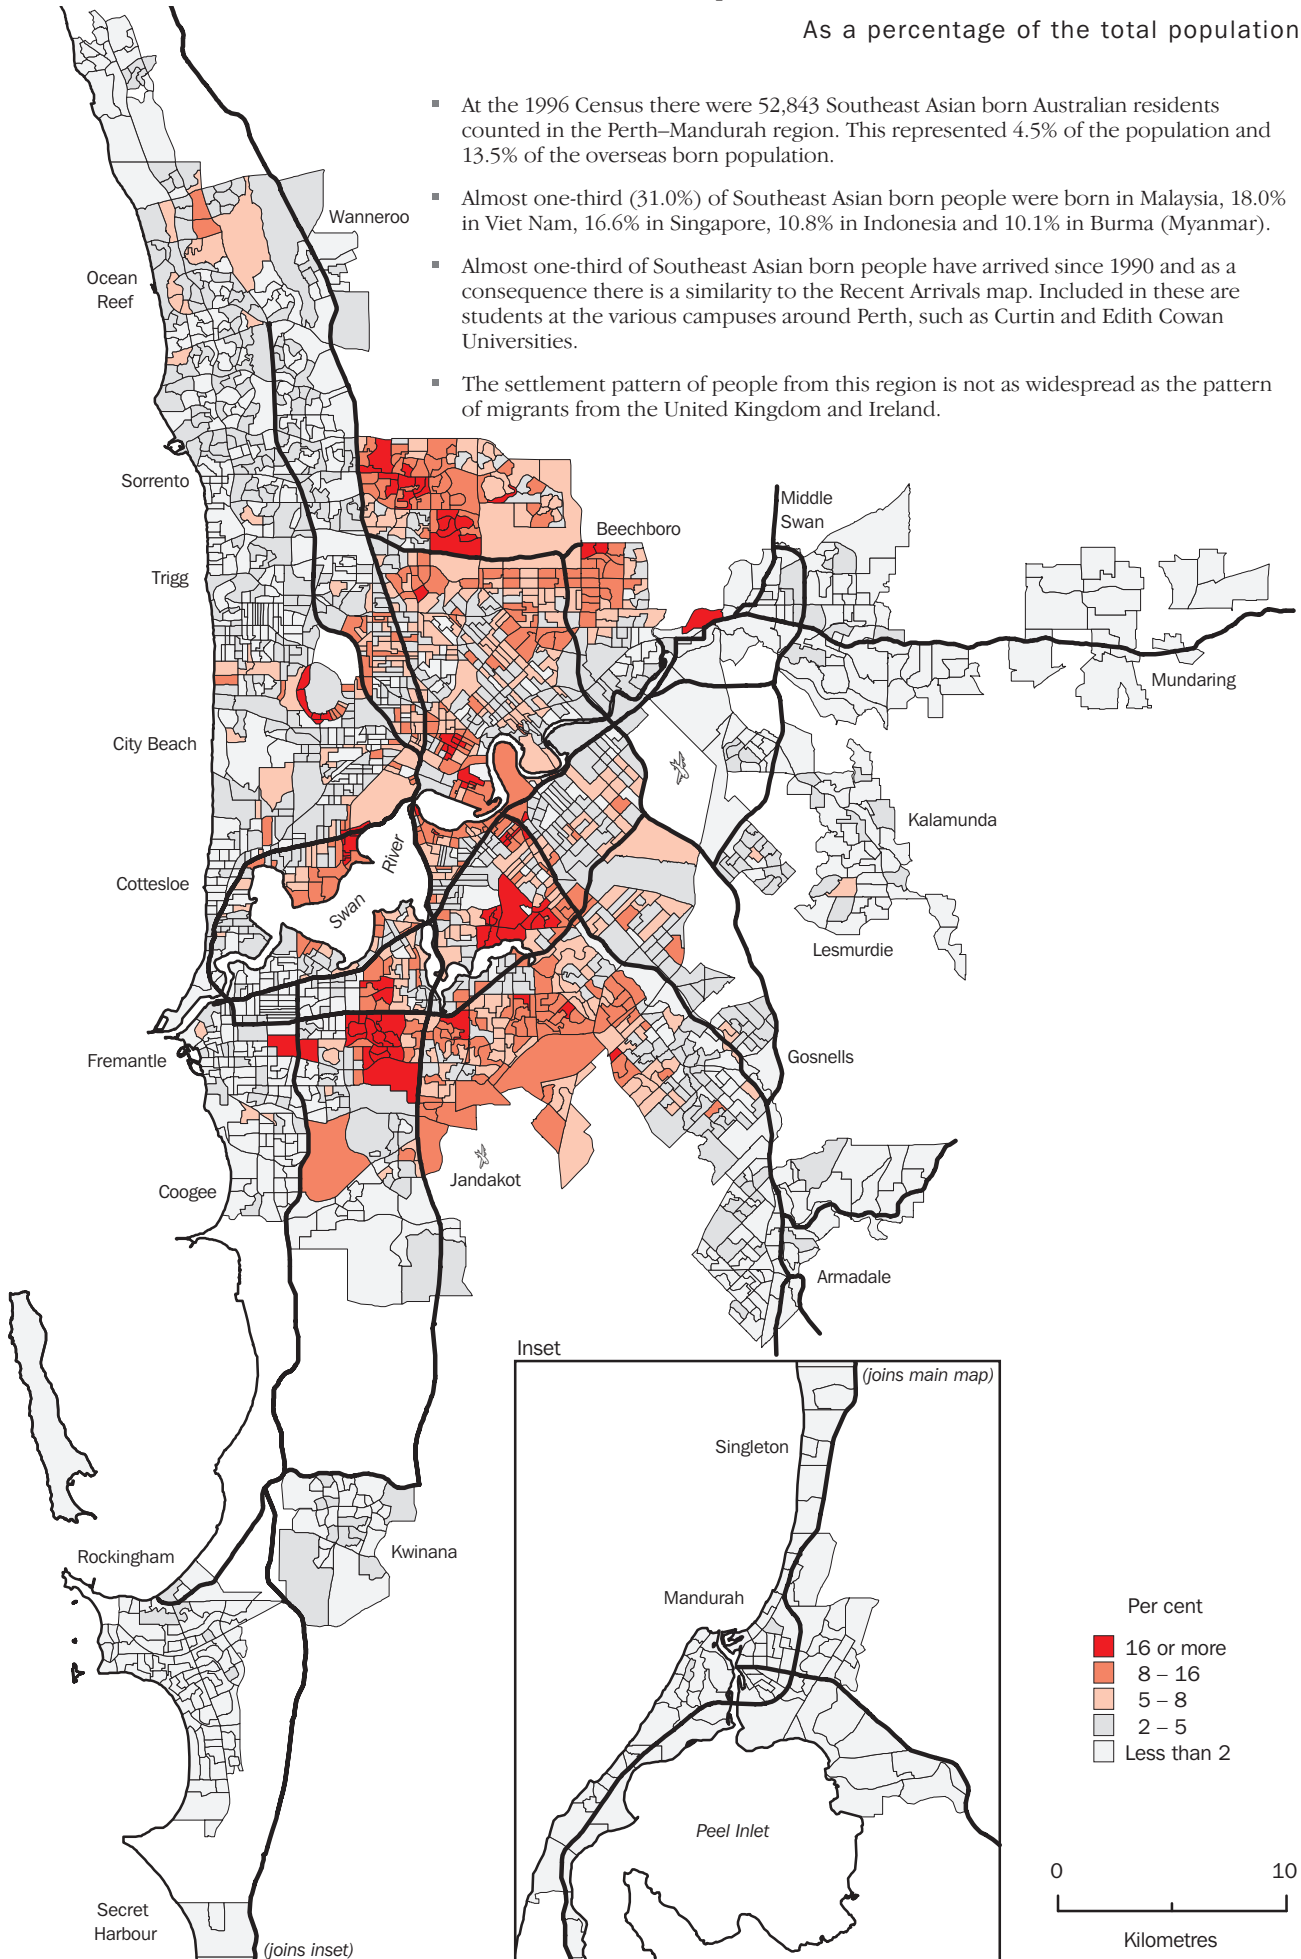 As a percentage of the total population
▪ At the 1996 Census there were 52,843 Southeast Asian born Australian residents
counted in the Perth–Mandurah region. This represented 4.5% of the population and
13.5% of the overseas born population.
▪ Almost one-third (31.0%) of Southeast Asian born people were born in Malaysia, 18.0%
in Viet Nam, 16.6% in Singapore, 10.8% in Indonesia and 10.1% in Burma (Myanmar).
▪ Almost one-third of Southeast Asian born people have arrived since 1990 and as a
consequence there is a similarity to the Recent Arrivals map. Included in these are
students at the various campuses around Perth, such as Curtin and Edith Cowan
Universities.
▪ The settlement pattern of people from this region is not as widespread as the pattern
of migrants from the United Kingdom and Ireland.
Wanneroo
Ocean
Reef
Sorrento
Middle
Swan
Beechboro
Trigg
Mundaring
City Beach
Kalamunda
River
Cottesloe
Swan
Lesmurdie
Fremantle
Gosnells
Jandakot
Coogee
Armadale
Inset
(joins main map)
Singleton
Kwinana
Rockingham
Mandurah
Per cent
16 or more
8 – 16
5 – 8
2 – 5
Less than 2
Peel Inlet
0 10
Kilometres
Secret
Harbour
(joins inset)